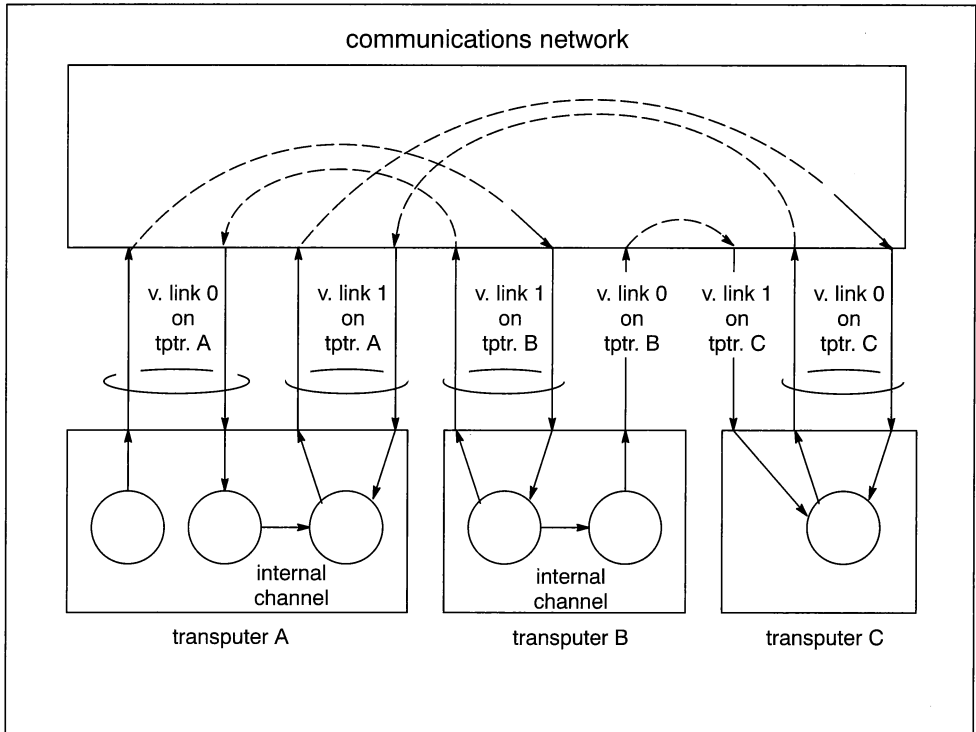 communications network
v. link 0
on
tptr. A
v. link 1
on
tptr. A
v. link 1
on
tptr. B
v. link 0
on
tptr. B
v. link 1
on
tptr. C
v. link 0
on
tptr. C
internal
channel
internal
channel
transputer A
transputer B
transputer C